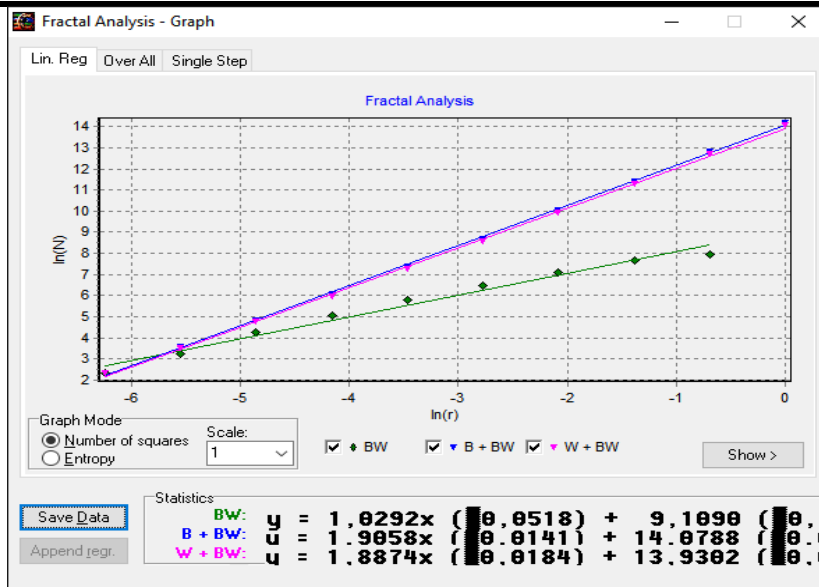 Fractal Analysis - Graph
Lin. Reg Over All Single Step
Fractal Analysis
14
13
12
11
10
9
8
7
6
5
4
3
2
ln(N)
-6 -5 -4 -3 -2 -1 0
ln(r)
Graph Mode
Number of squares
Entropy
Scale:
1
BW B + BW W + BW
Show >
Save Data
Append regr.
Statistics
BW: y = 1,0292x (0,0518) + 9,1090 (0,
B + BW: y = 1.9058x (0.0141) + 14.0788 (0.
W + BW: y = 1.8874x (0.0184) + 13.9302 (0,